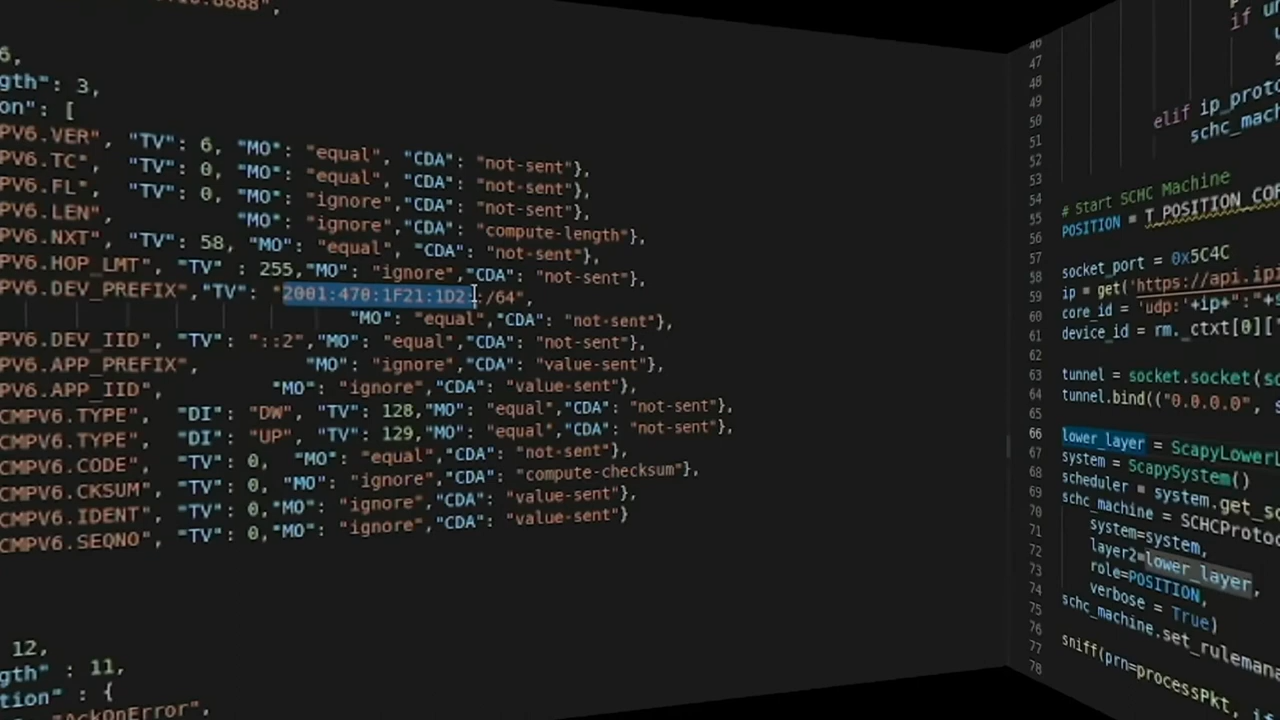 6,
gth": 3,
on": [
PV6.VER", "TV": 6, "MO": "equal", "CDA": "not-sent"},
PV6.TC", "TV": 0, "MO": "equal", "CDA": "not-sent"},
PV6.FL", "TV": 0, "MO": "ignore","CDA": "not-sent"},
PV6.LEN", "MO": "ignore","CDA": "compute-length"},
PV6.NXT", "TV": 58, "MO": "equal", "CDA": "not-sent"},
PV6.HOP_LMT", "TV" : 255,"MO": "ignore","CDA": "not-sent"},
PV6.DEV_PREFIX","TV": "2001:470:1F21:1D2::/64",
"MO": "equal","CDA": "not-sent"},
PV6.DEV_IID", "TV": "::2","MO": "equal","CDA": "not-sent"},
PV6.APP_PREFIX", "MO": "ignore","CDA": "value-sent"},
PV6.APP_IID", "MO": "ignore","CDA": "value-sent"},
CMPV6.TYPE", "DI": "DW", "TV": 128,"MO": "equal","CDA": "not-sent"},
CMPV6.TYPE", "DI": "UP", "TV": 129,"MO": "equal","CDA": "not-sent"},
CMPV6.CODE", "TV": 0, "MO": "equal","CDA": "not-sent"},
CMPV6.CKSUM", "TV": 0, "MO": "ignore","CDA": "compute-checksum"},
CMPV6.IDENT", "TV": 0, "MO": "ignore","CDA": "value-sent"},
CMPV6.SEQNO", "TV": 0,"MO": "ignore","CDA": "value-sent"}
12,
gth" : 11,
tion" : {
"AckOnError",
46
47 if
48
49
50
51 elif ip_proto
52 schc_mac
53
54 # Start SCHC Machine
55 POSITION = T_POSITION_COR
56
57 socket_port = 0x5C4C
58 ip = get('https://api.ipi
59 core_id = 'udp:'+ip+":"+s
60 device_id = rm._ctxt[0][
61
62
63 tunnel = socket.socket(so
64 tunnel.bind(("0.0.0.0", s
65
66 lower_layer = ScapyLowerL
67 system = ScapySystem()
68 scheduler = system.get_sc
69 schc_machine = SCHCProtoc
70 system=system,
71 layer2=lower_layer,
72 role=POSITION,
73 verbose = True)
74 schc_machine.set_rulemana
75
76 sniff(prn=processPkt, if
77
78